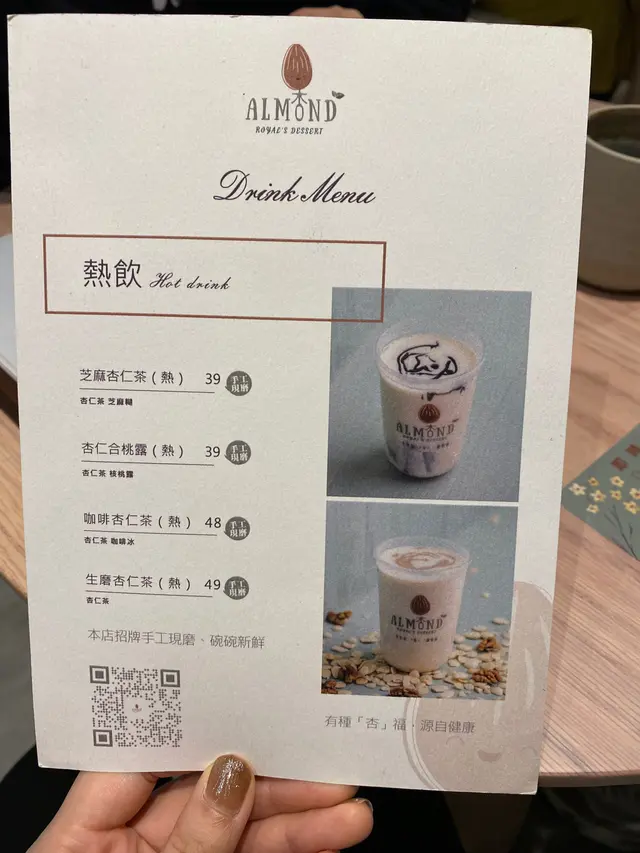 ALMOND
ROYAL'S DESSERT
Drink Menu
熱飲 Hot drink
芝麻杏仁茶(熱) 39 手工現磨
杏仁茶 芝麻糊
杏仁合桃露(熱) 39 手工現磨
杏仁茶 核桃露
咖啡杏仁茶(熱) 48 手工現磨
杏仁茶 咖啡冰
生磨杏仁茶(熱) 49 手工現磨
杏仁茶
本店招牌手工現磨、碗碗新鮮
ALMOND
ROYAL'S DESSERT
ALMOND
ROYAL'S DESSERT
有種「杏」福·源自健康